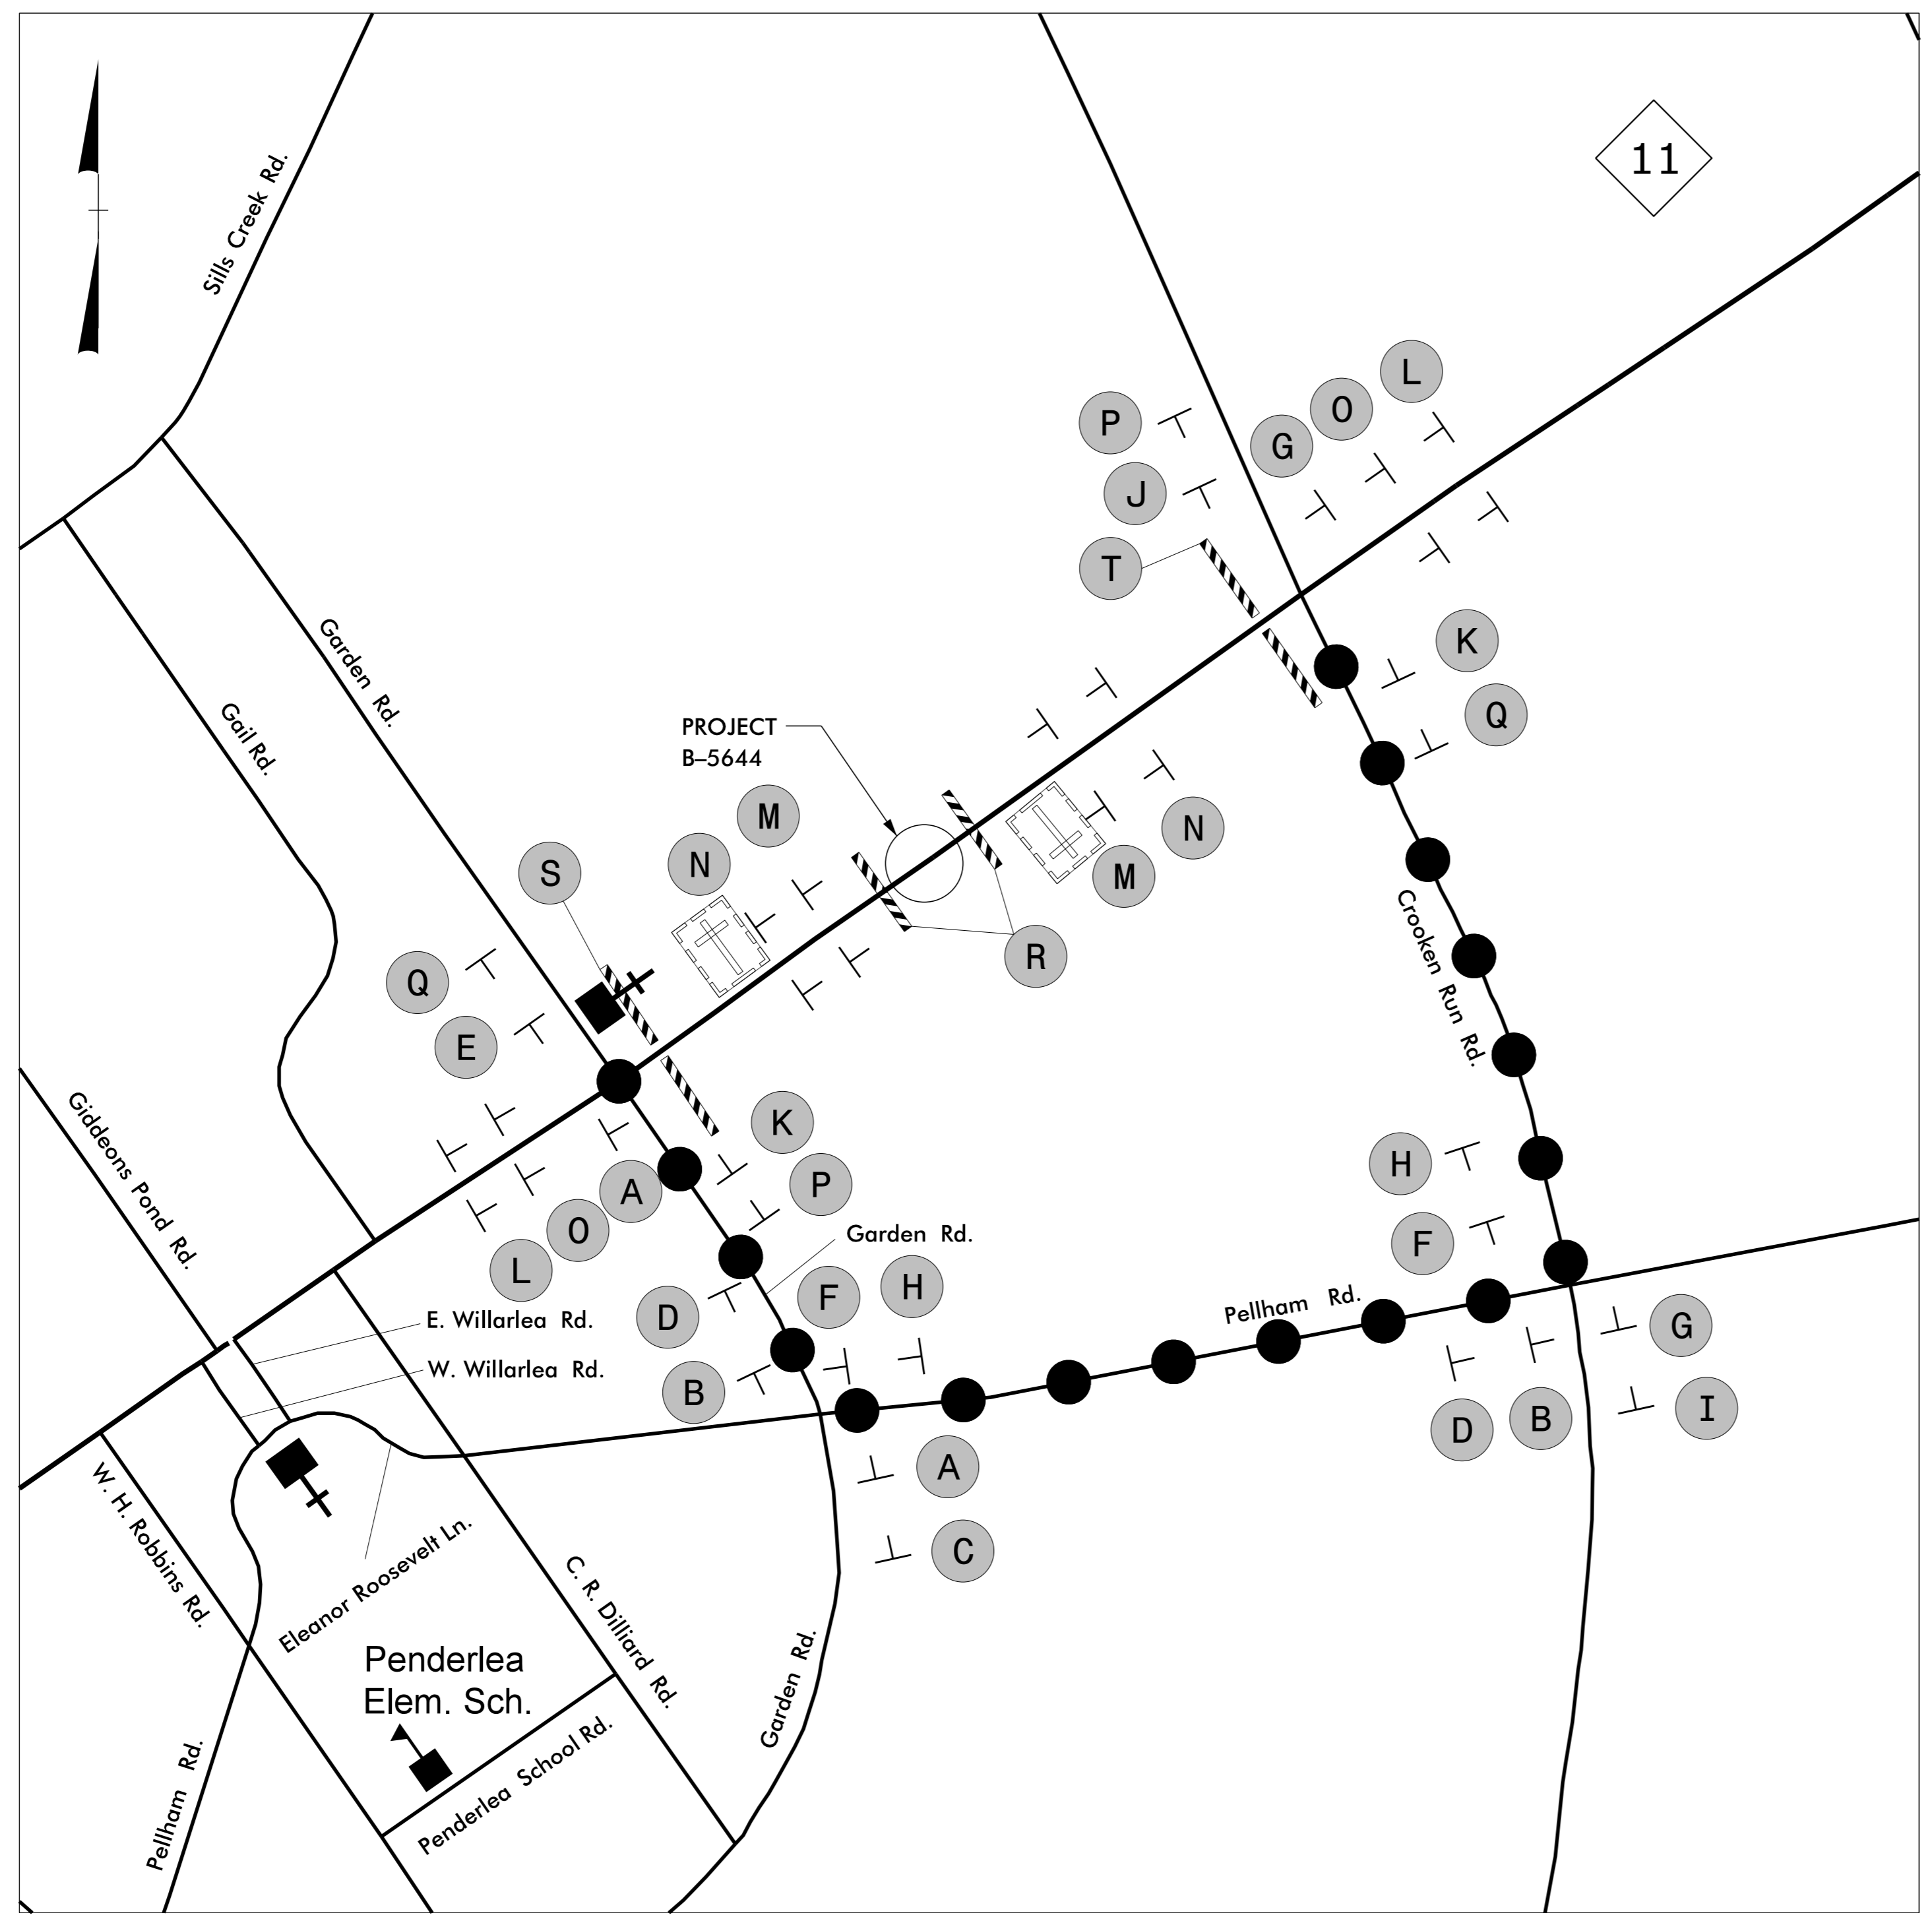 11
Sills Creek Rd.
L
O
P
G
J
T
Garden Rd.
K
Gail Rd.
Q
PROJECT
B–5644
M
N
N
S
M
Crooken Run Rd.
R
Q
E
Giddeons Pond Rd.
K
H
A
P
O
Garden Rd.
F
L
F
H
D
Pellham Rd.
E. Willarlea Rd.
G
W. Willarlea Rd.
B
I
D
B
W. H. Robbins Rd.
A
C
Eleanor Roosevelt Ln.
C. R. Dilliard Rd.
Penderlea
Elem. Sch.
Garden Rd.
Penderlea School Rd.
Pellham Rd.